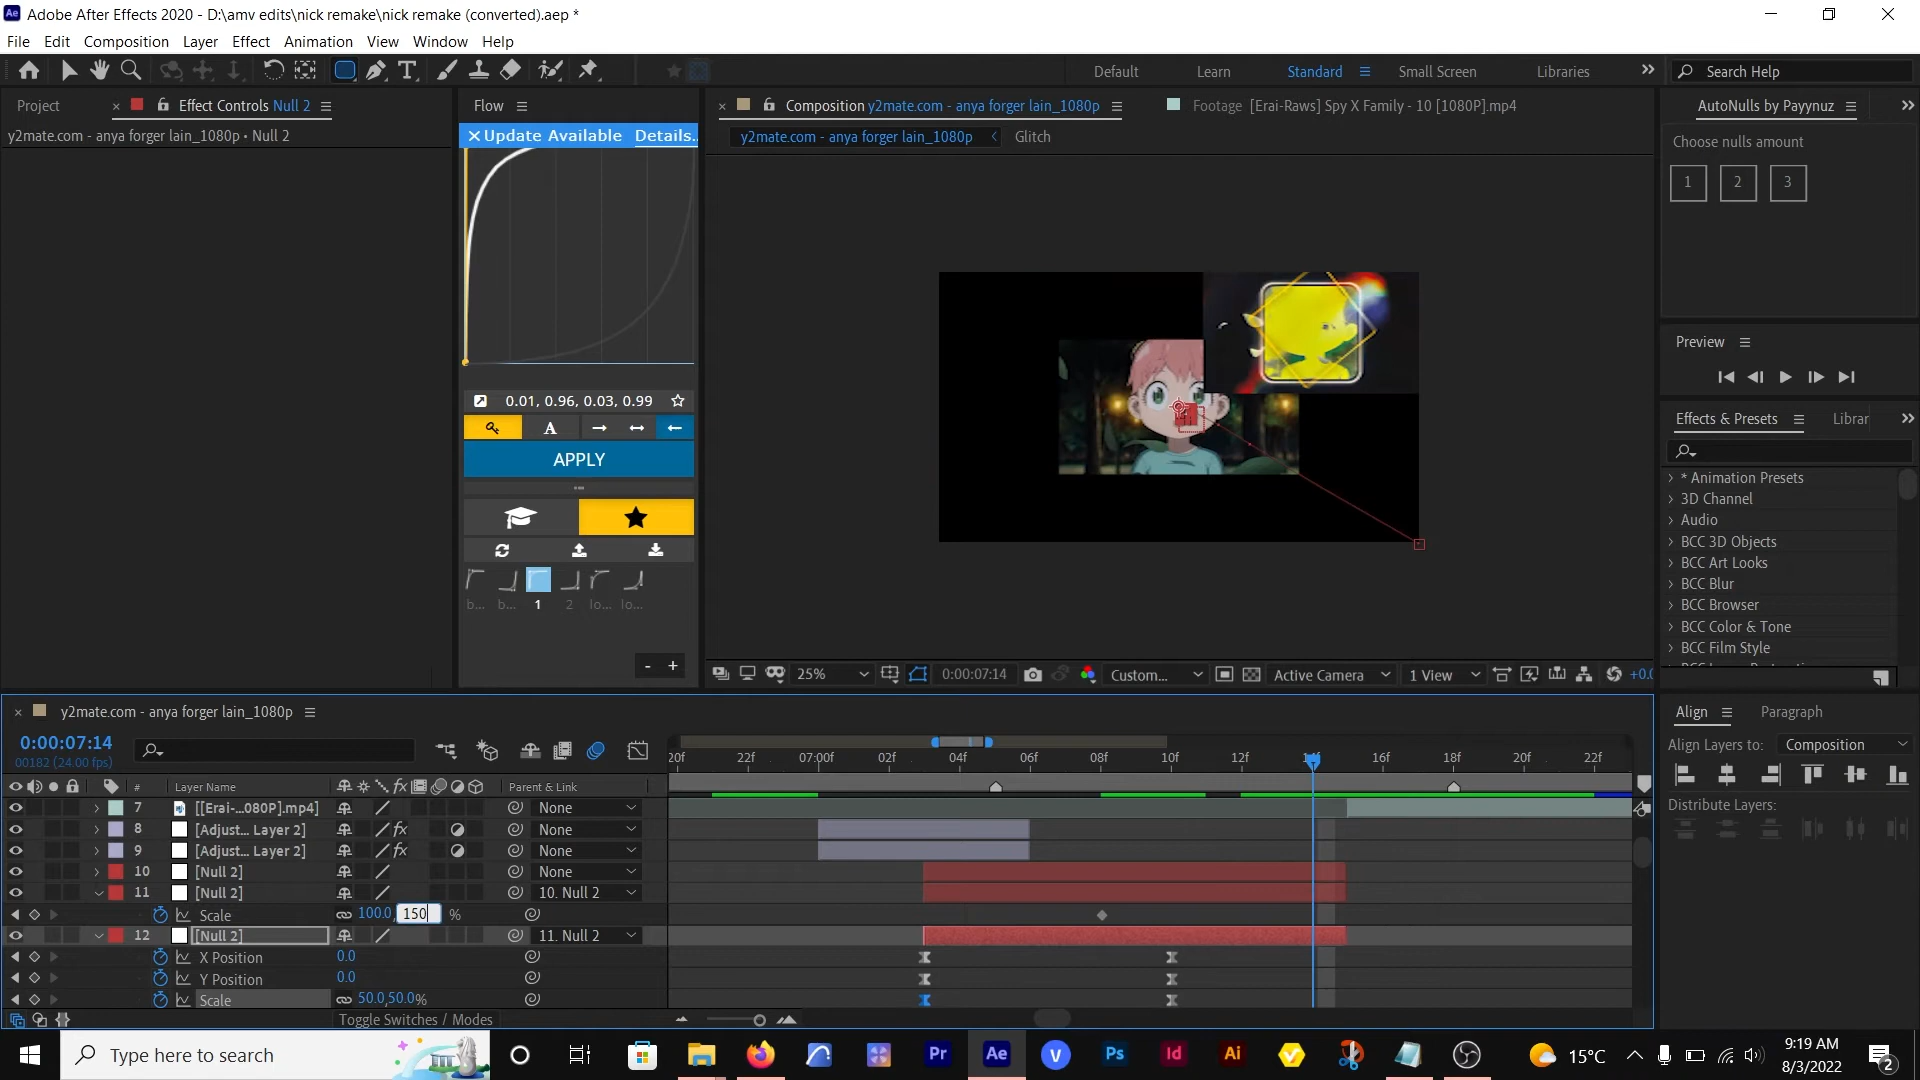 Adobe After Effects 2020 - D:\amv edits\nick remake\nick remake (converted).aep *
File Edit Composition Layer Effect Animation View Window Help
Default Learn Standard Small Screen Libraries Search Help
Project Effect Controls Null 2
y2mate.com - anya forger lain_1080p • Null 2
Flow
Update Available Details..
0.01, 0.96, 0.03, 0.99
A
APPLY
b... b... 1 2 lo... lo...
- +
Composition y2mate.com - anya forger lain_1080p Footage [Erai-Raws] Spy X Family - 10 [1080P].mp4
y2mate.com - anya forger lain_1080p Glitch
25% 0:00:07:14 Custom... Active Camera 1 View +0.0
AutoNulls by Payynuz
Choose nulls amount
1 2 3
Preview
Effects & Presets Librar
* Animation Presets
3D Channel
Audio
BCC 3D Objects
BCC Art Looks
BCC Blur
BCC Browser
BCC Color & Tone
BCC Film Style
Align Paragraph
Align Layers to: Composition
Distribute Layers:
y2mate.com - anya forger lain_1080p
0:00:07:14
00182 (24.00 fps)
20f 22f 07:00f 02f 04f 06f 08f 10f 12f 14f 16f 18f 20f 22f
# Layer Name Parent & Link
7 [[Erai-...080P].mp4] None
8 [Adjust... Layer 2] None
9 [Adjust... Layer 2] None
10 [Null 2] None
11 [Null 2] 10. Null 2
Scale 100.0, 150 %
12 [Null 2] 11. Null 2
X Position 0.0
Y Position 0.0
Scale 50.0,50.0%
Toggle Switches / Modes
Type here to search
Pr Ae V Ps Id Ai
15°C
9:19 AM
8/3/2022
2